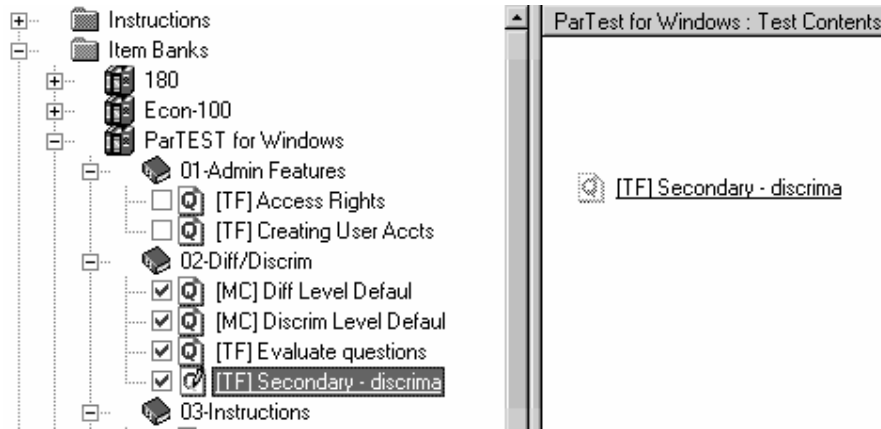 Instructions
Item Banks
180
Econ-100
ParTEST for Windows
01-Admin Features
[TF] Access Rights
[TF] Creating User Accts
02-Diff/Discrim
[MC] Diff Level Defaul
[MC] Discrim Level Defaul
[TF] Evaluate questions
[TF] Secondary - discrima
03-Instructions
ParTest for Windows : Test Contents
[TF] Secondary - discrima